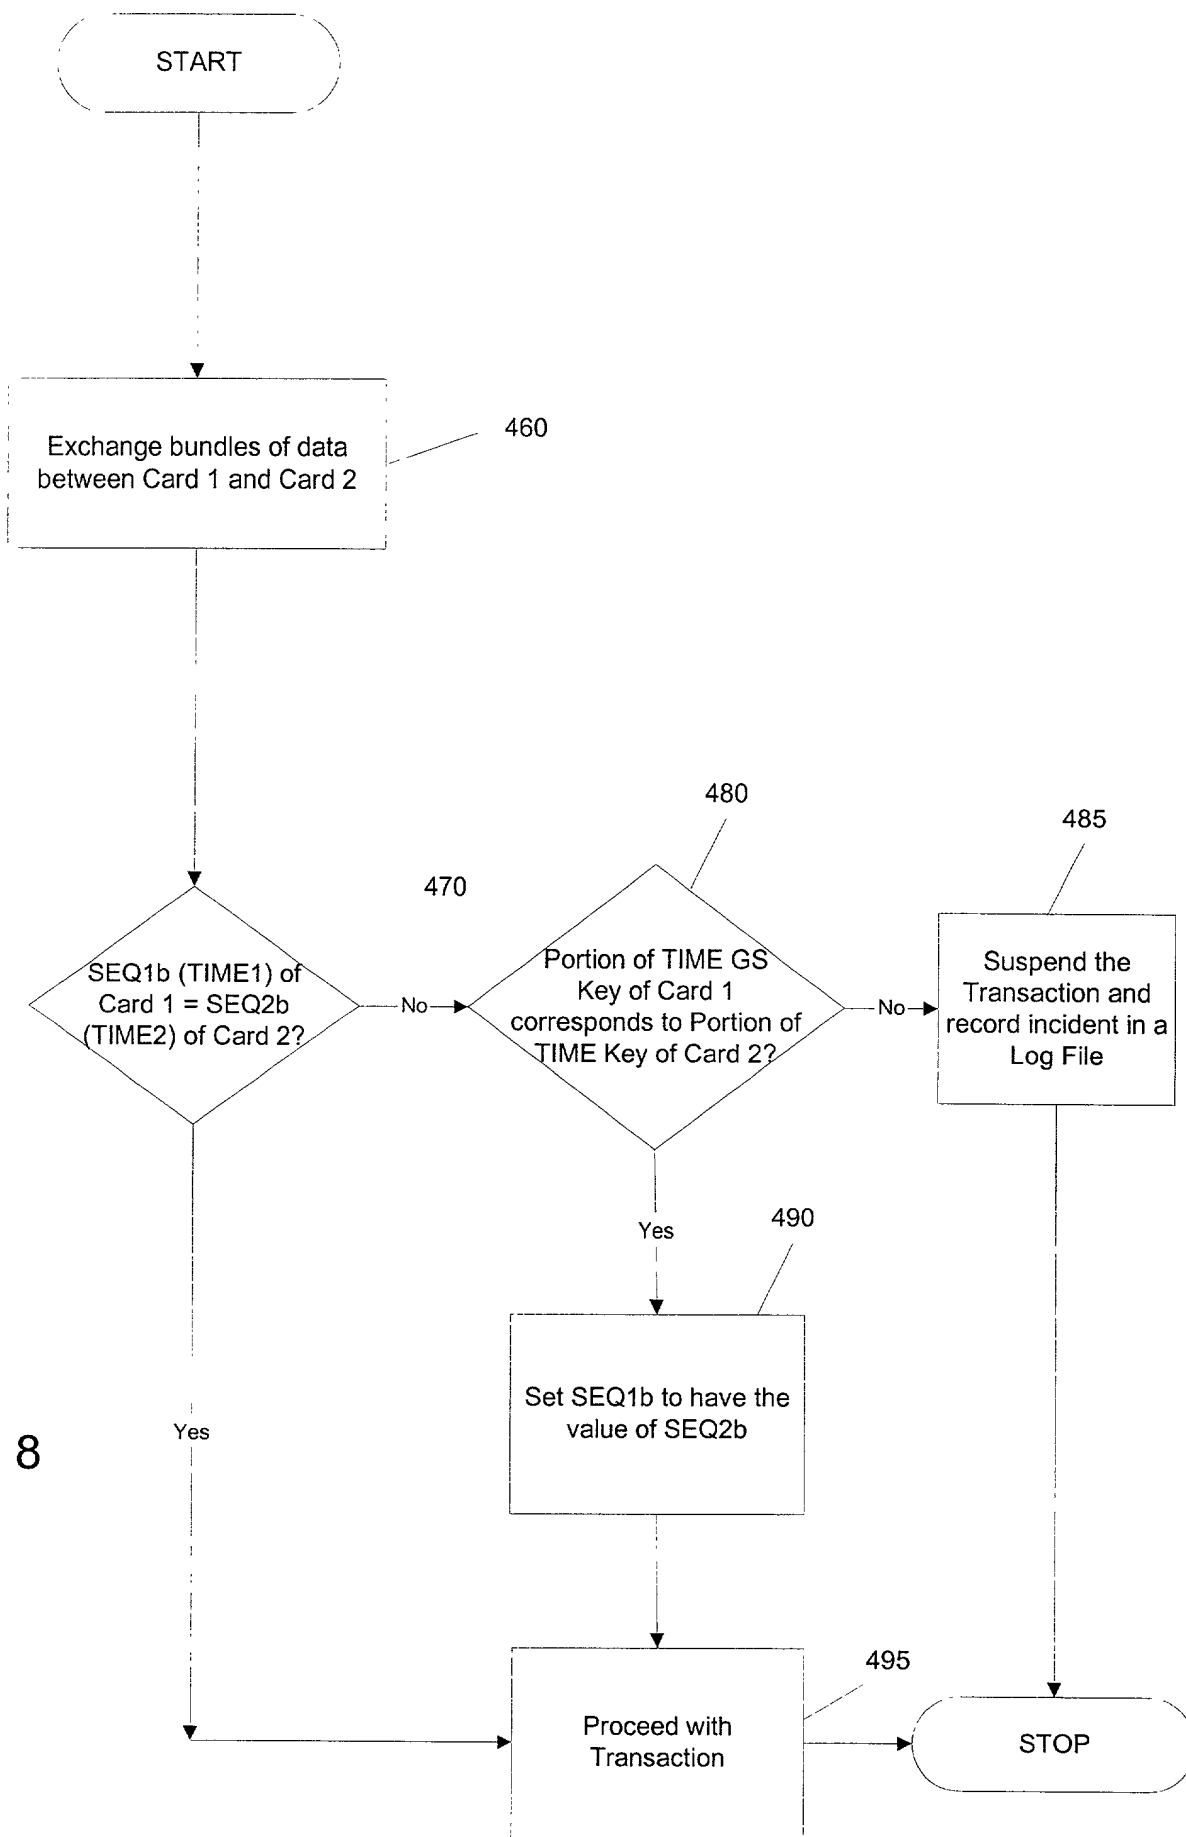 START
Exchange bundles of data
between Card 1 and Card 2
460
470
SEQ1b (TIME1) of
Card 1 = SEQ2b
(TIME2) of Card 2?
No
480
Portion of TIME GS
Key of Card 1
corresponds to Portion of
TIME Key of Card 2?
No
485
Suspend the
Transaction and
record incident in a
Log File
Yes
490
Set SEQ1b to have the
value of SEQ2b
Yes
8
495
Proceed with
Transaction
STOP